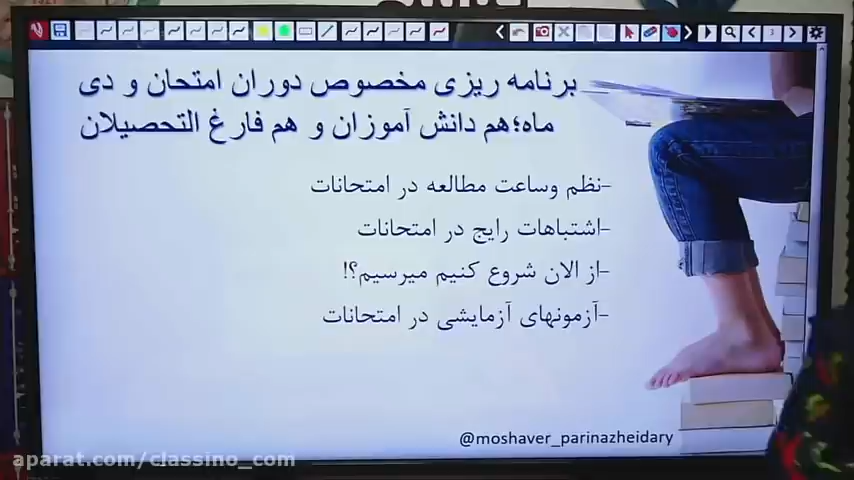 برنامه ریزی مخصوص دوران امتحان و دی
ماه؛هم دانش آموزان و هم فارغ التحصیلان
-نظم وساعت مطالعه در امتحانات
-اشتباهات رایج در امتحانات
-از الان شروع کنیم میرسیم؟!
-آزمونهای آزمایشی در امتحانات
@moshaver_parinazheidary
aparat.com/classino_com